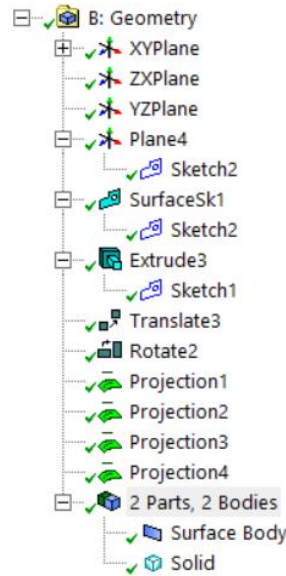 B: Geometry
XYPlane
ZXPlane
YZPlane
Plane4
Sketch2
SurfaceSk1
Sketch2
Extrude3
Sketch1
Translate3
Rotate2
Projection1
Projection2
Projection3
Projection4
2 Parts, 2 Bodies
Surface Body
Solid